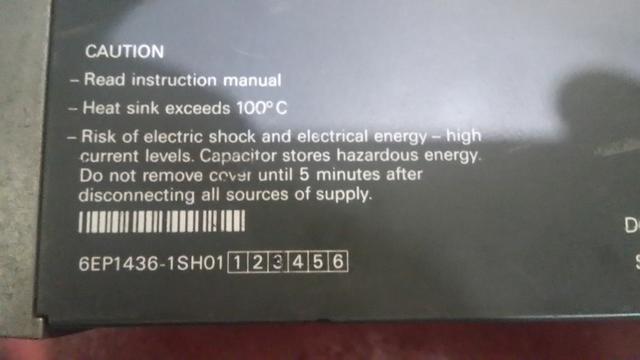 CAUTION
– Read instruction manual
– Heat sink exceeds 100°C
– Risk of electric shock and electrical energy – high
current levels. Capacitor stores hazardous energy.
Do not remove cover until 5 minutes after
disconnecting all sources of supply.
6EP1436-1SH01 1 2 3 4 5 6